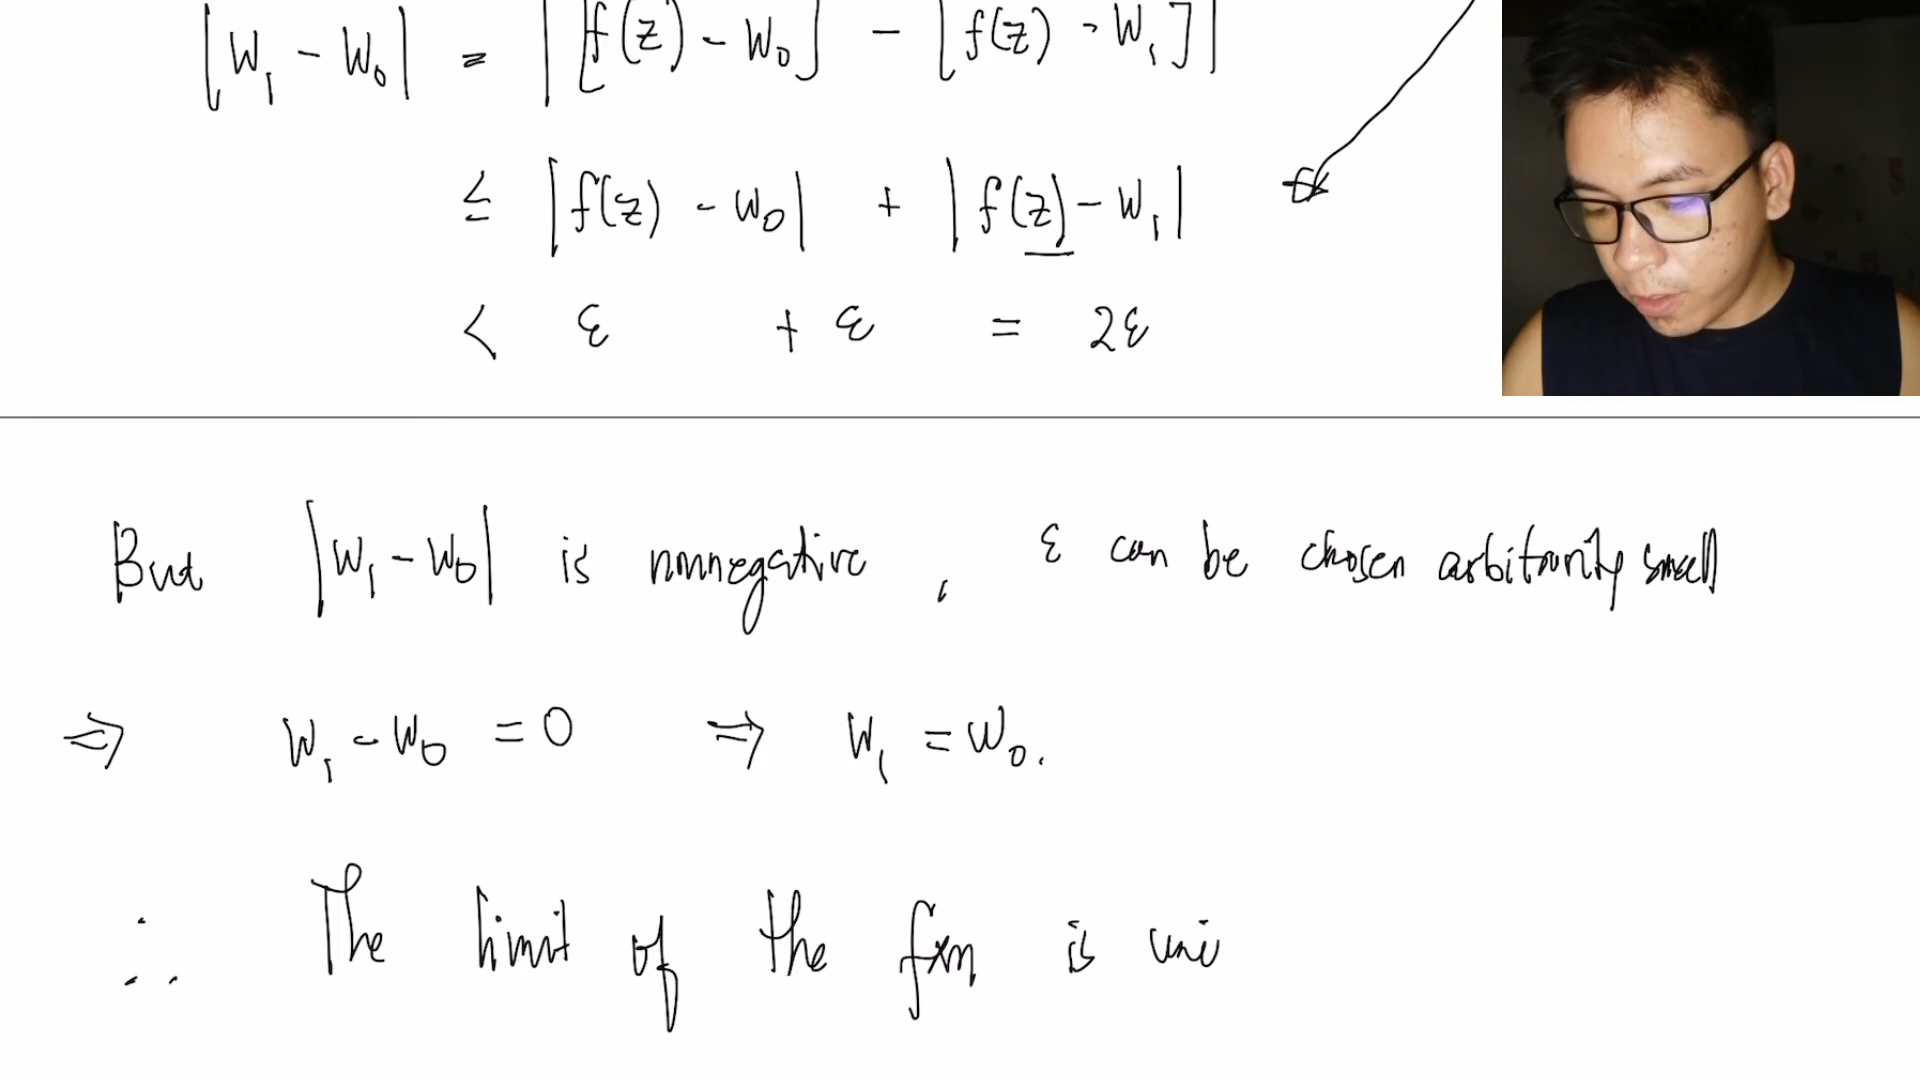 |W₁ - W₀| = |[f(z) - W₀] - [f(z) - W₁]|
≤ |f(z) - W₀| + |f(z) - W₁|
< ε + ε = 2ε
But |W₁ - W₀| is nonnegative, ε can be chosen arbitrarily small
⇒ W₁ - W₀ = 0 ⇒ W₁ = W₀.
∴ The limit of the fxn is uni